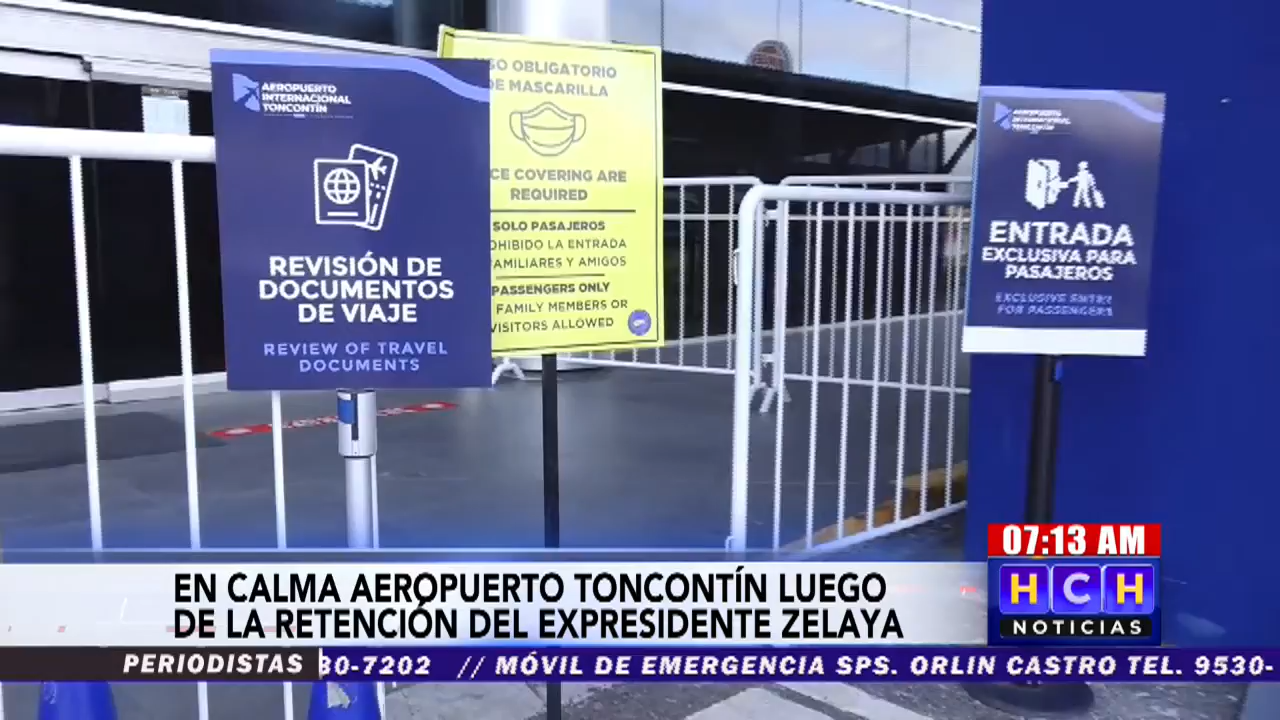 AEROPUERTO
INTERNACIONAL
TONCONTÍN
REVISIÓN DE
DOCUMENTOS
DE VIAJE
REVIEW OF TRAVEL
DOCUMENTS
SO OBLIGATORIO
DE MASCARILLA
CE COVERING ARE
REQUIRED
SOLO PASAJEROS
OHIBIDO LA ENTRADA
AMILIARES Y AMIGOS
PASSENGERS ONLY
FAMILY MEMBERS OR
VISITORS ALLOWED
AEROPUERTO
INTERNACIONAL
TONCONTÍN
ENTRADA
EXCLUSIVA PARA
PASAJEROS
EXCLUSIVE ENTRY
FOR PASSENGERS
07:13 AM
HCH
NOTICIAS
EN CALMA AEROPUERTO TONCONTÍN LUEGO
DE LA RETENCIÓN DEL EXPRESIDENTE ZELAYA
PERIODISTAS 30-7202 // MÓVIL DE EMERGENCIA SPS. ORLIN CASTRO TEL. 9530-